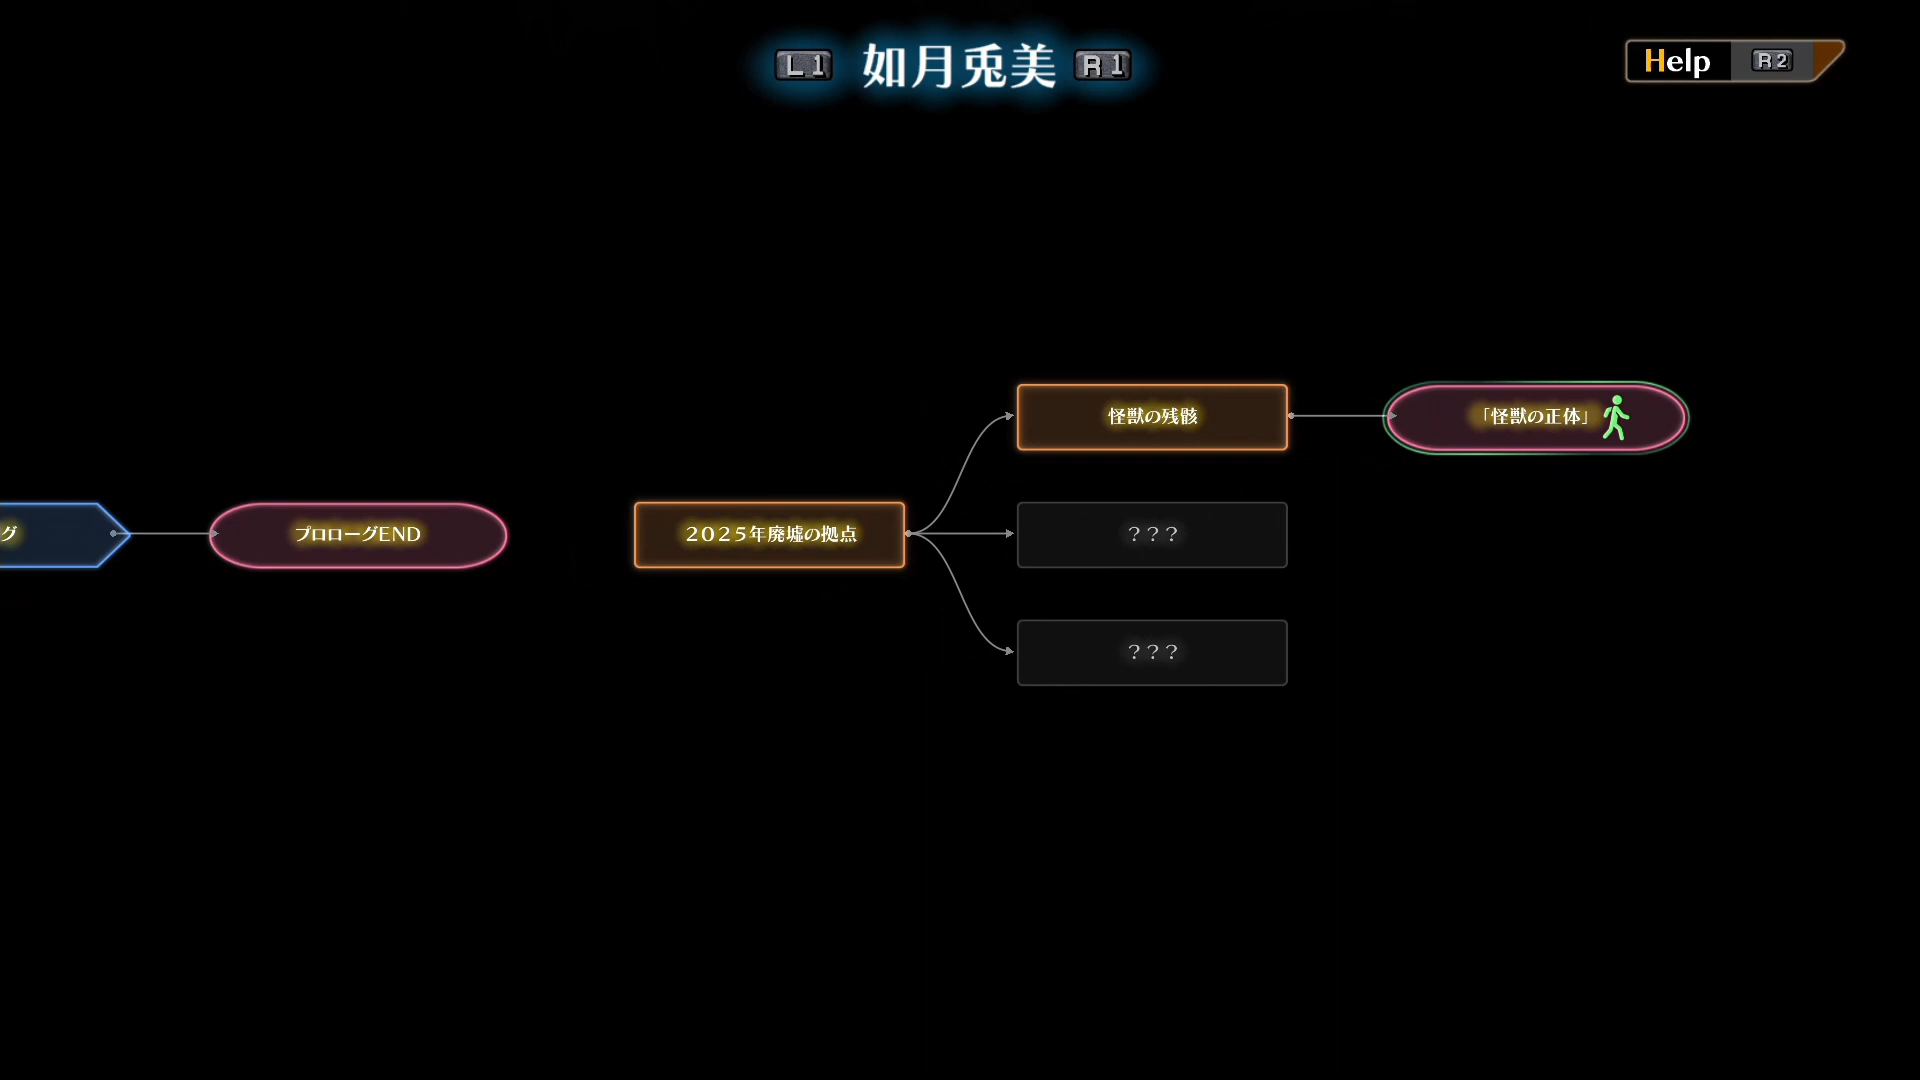 L1 如月兎美 R1
Help R2
怪獣の残骸
「怪獣の正体」
グ
プロローグEND
2025年廃墟の拠点
？？？
？？？